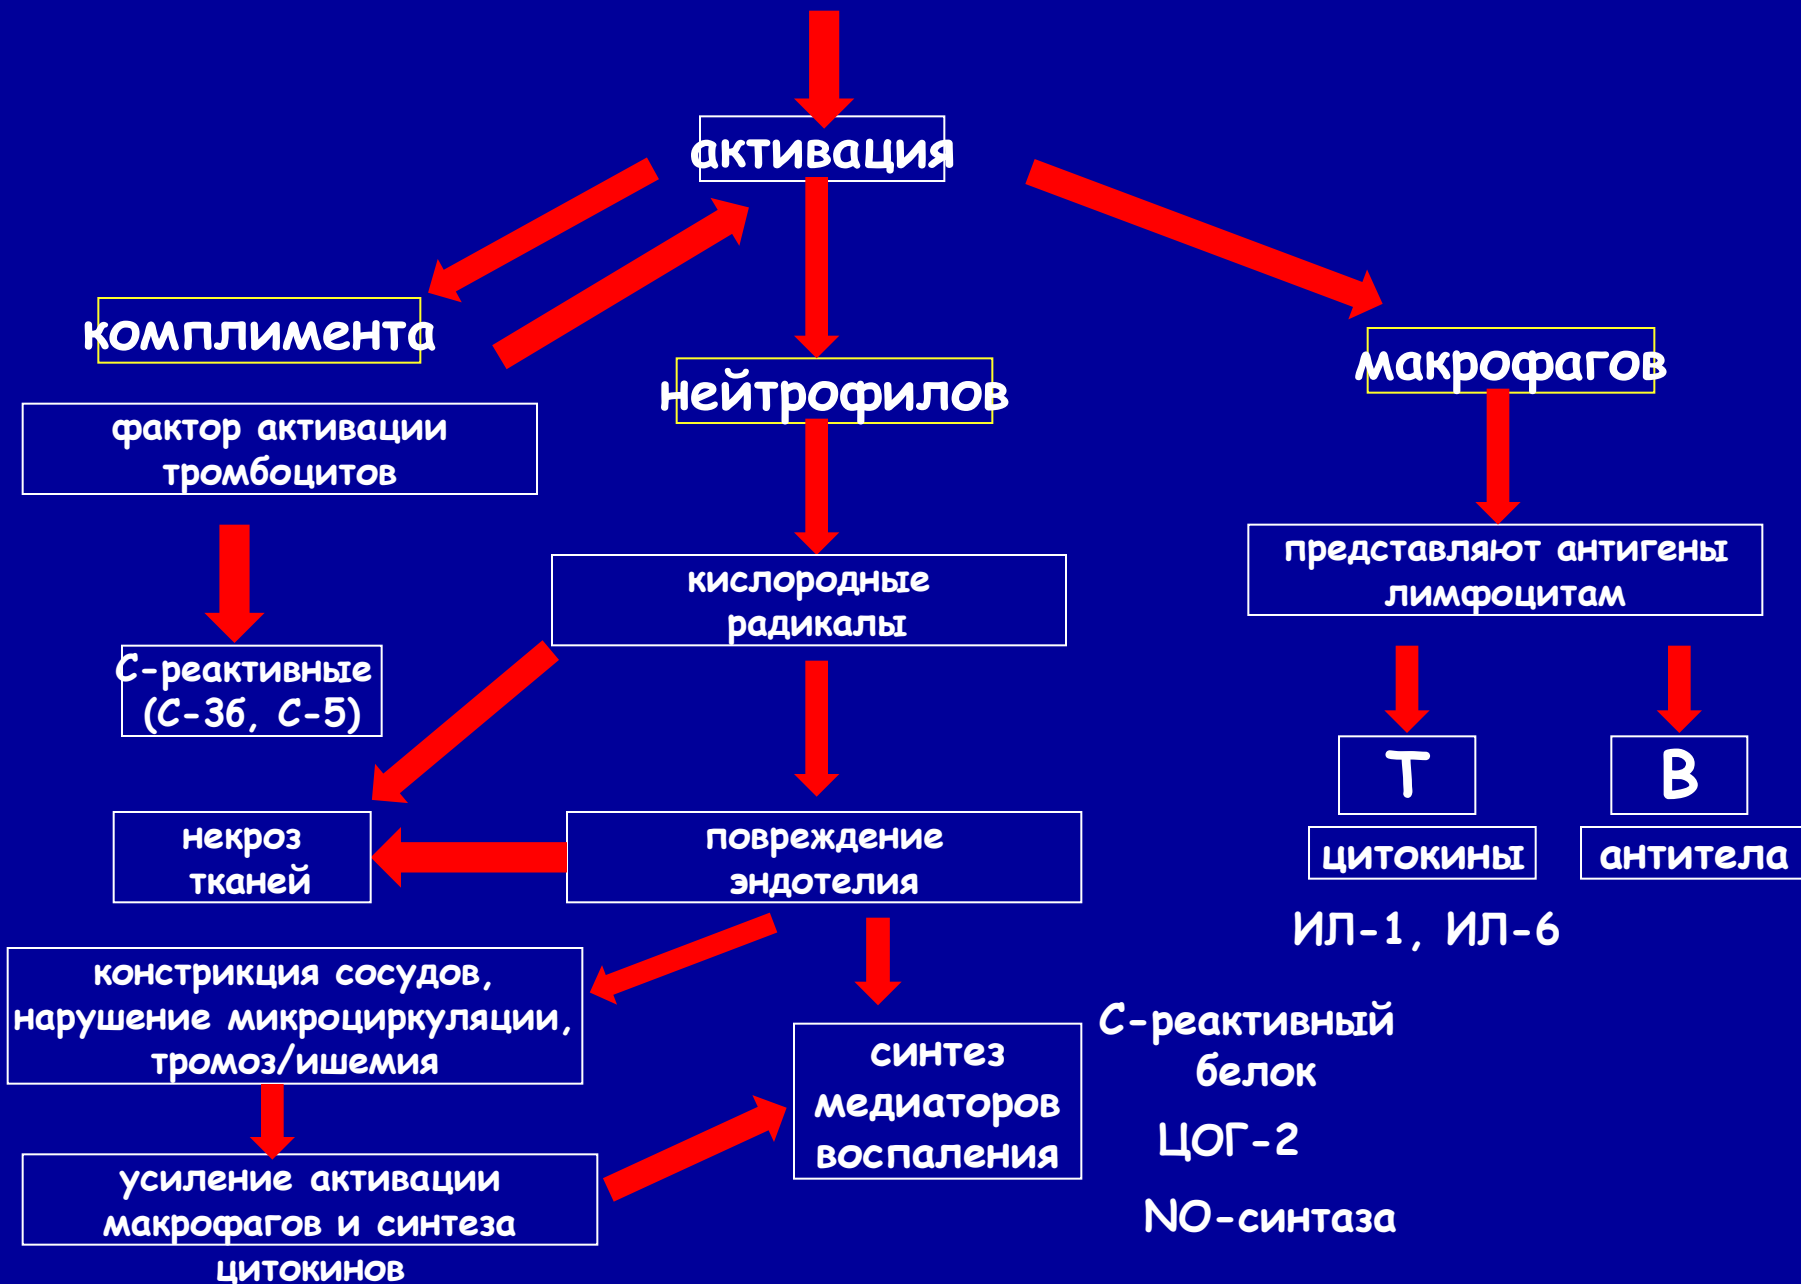 активация
комплимента
нейтрофилов
макрофагов
фактор активации
тромбоцитов
кислородные
радикалы
представляют антигены
лимфоцитам
С-реактивные
(С-3б, С-5)
Т
В
некроз
тканей
повреждение
эндотелия
цитокины
антитела
ИЛ-1, ИЛ-6
констрикция сосудов,
нарушение микроциркуляции,
тромоз/ишемия
синтез
медиаторов
воспаления
С-реактивный
белок
ЦОГ-2
NO-синтаза
усиление активации
макрофагов и синтеза
цитокинов